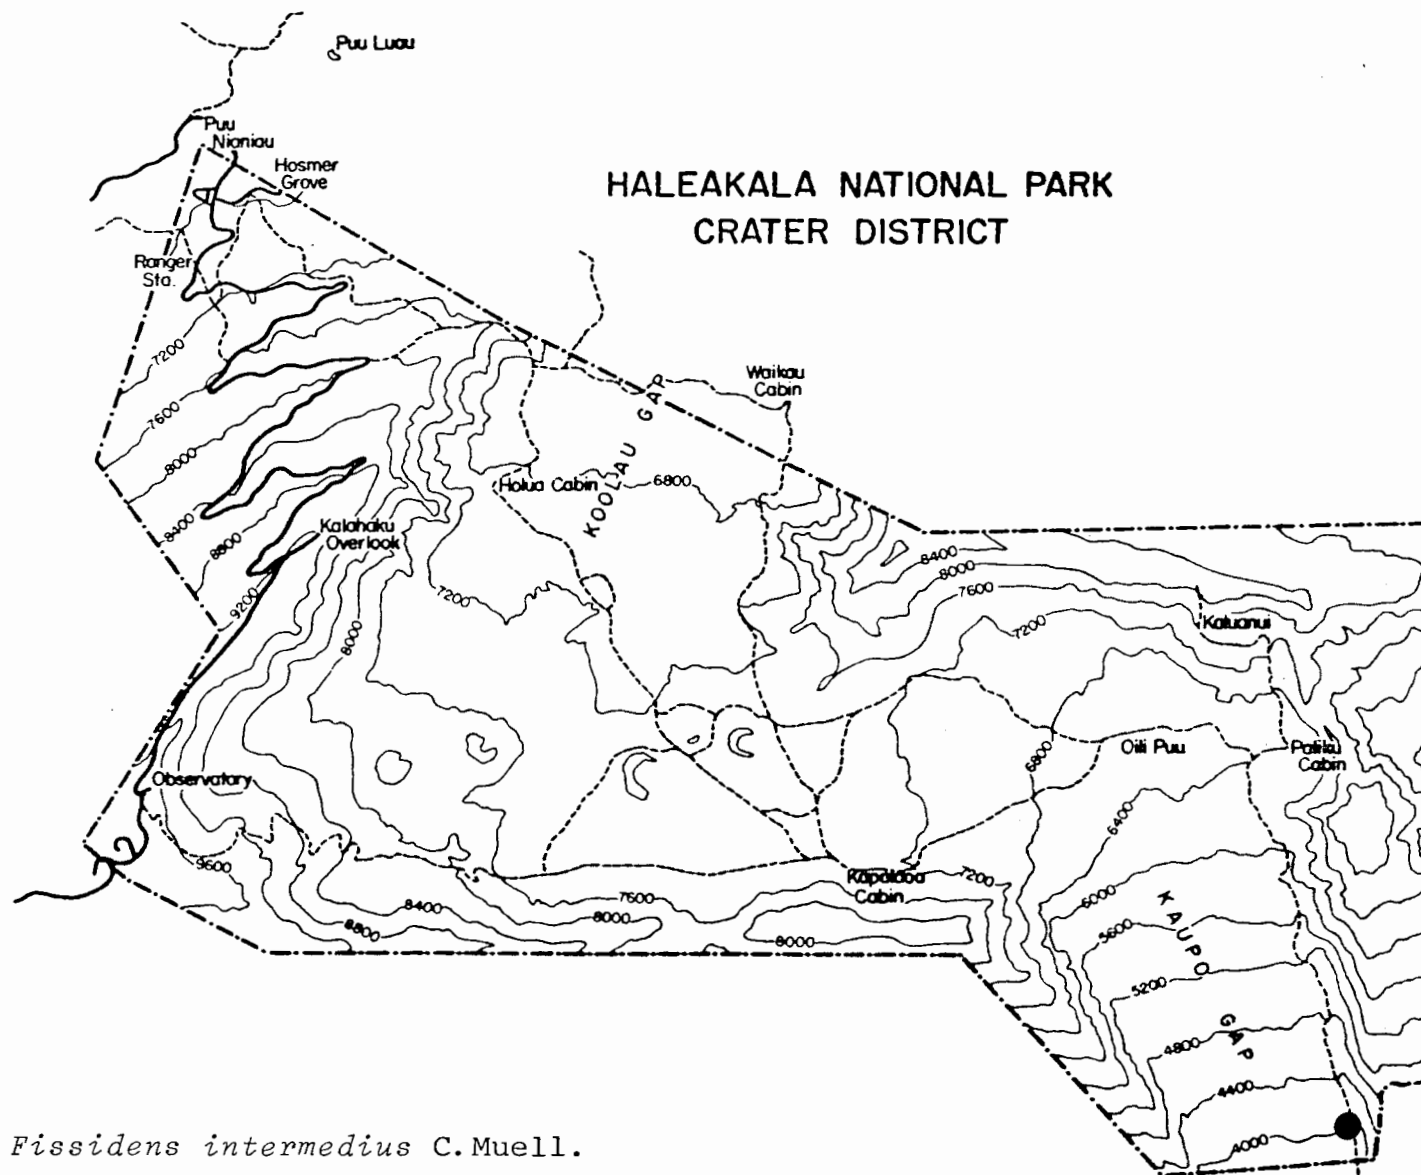 Puu Luau
Puu
Nianiau
Hosmer
Grove
HALEAKALA NATIONAL PARK
CRATER DISTRICT
Ranger
Sta.
7200
7600
8000
8400
8800
9200
Waikau
Cabin
KOOLAU GAP
Holua Cabin
6800
Kalahaku
Overlook
7200
8000
8400
8000
7600
7200
Kaluanui
Observatary
Oili Puu
Paliku
Cabin
6800
6400
9600
8400
8800
7600
8000
8000
Kapalaoa
Cabin
7200
6000
KAUPO GAP
5600
5200
4800
4400
4000
Fissidens intermedius C.Muell.